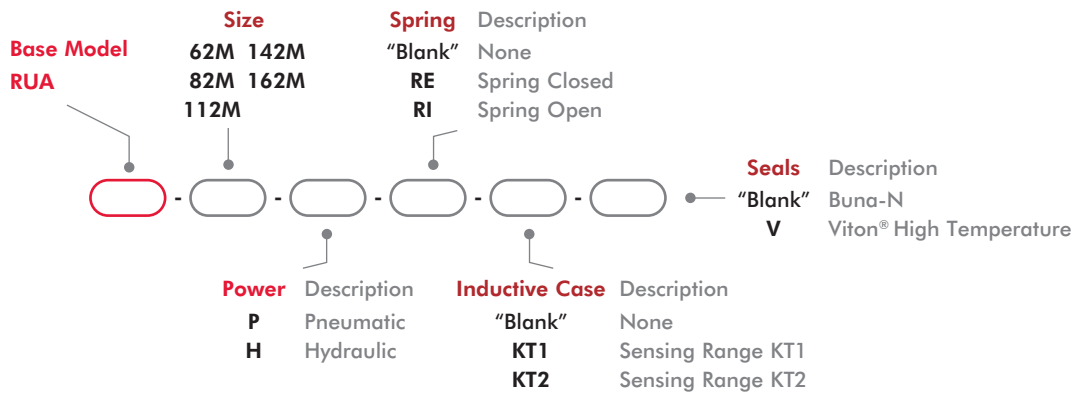 Size
Spring Description
Base Model
RUA
62M 142M
82M 162M
112M
“Blank” None
RE Spring Closed
RI Spring Open
- - - - -
Seals Description
“Blank” Buna-N
V Viton® High Temperature
Power Description
P Pneumatic
H Hydraulic
Inductive Case Description
“Blank” None
KT1 Sensing Range KT1
KT2 Sensing Range KT2